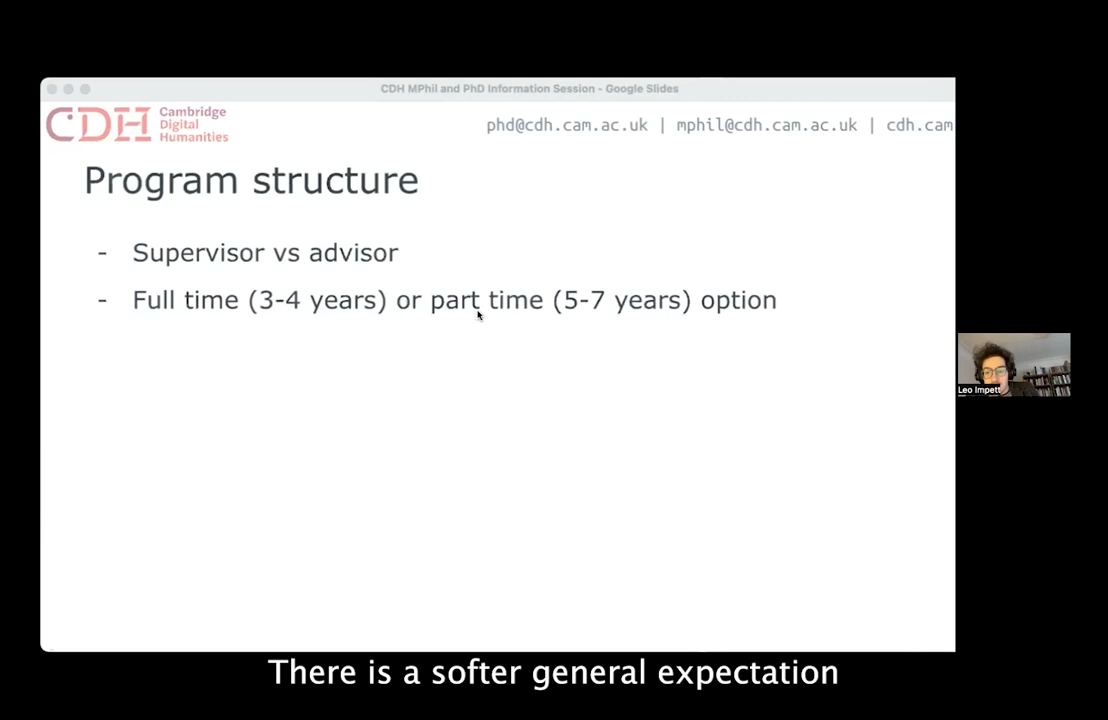 CDH MPhil and PhD Information Session - Google Slides
CDH
Cambridge
Digital
Humanities
phd@cdh.cam.ac.uk | mphil@cdh.cam.ac.uk | cdh.cam
Program structure
- Supervisor vs advisor
- Full time (3-4 years) or part time (5-7 years) option
Leo Impett
There is a softer general expectation